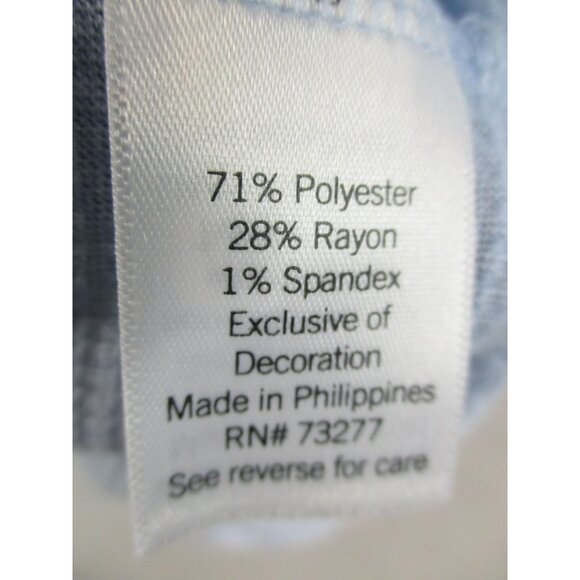 71% Polyester
28% Rayon
1% Spandex
Exclusive of
Decoration
Made in Philippines
RN# 73277
See reverse for care